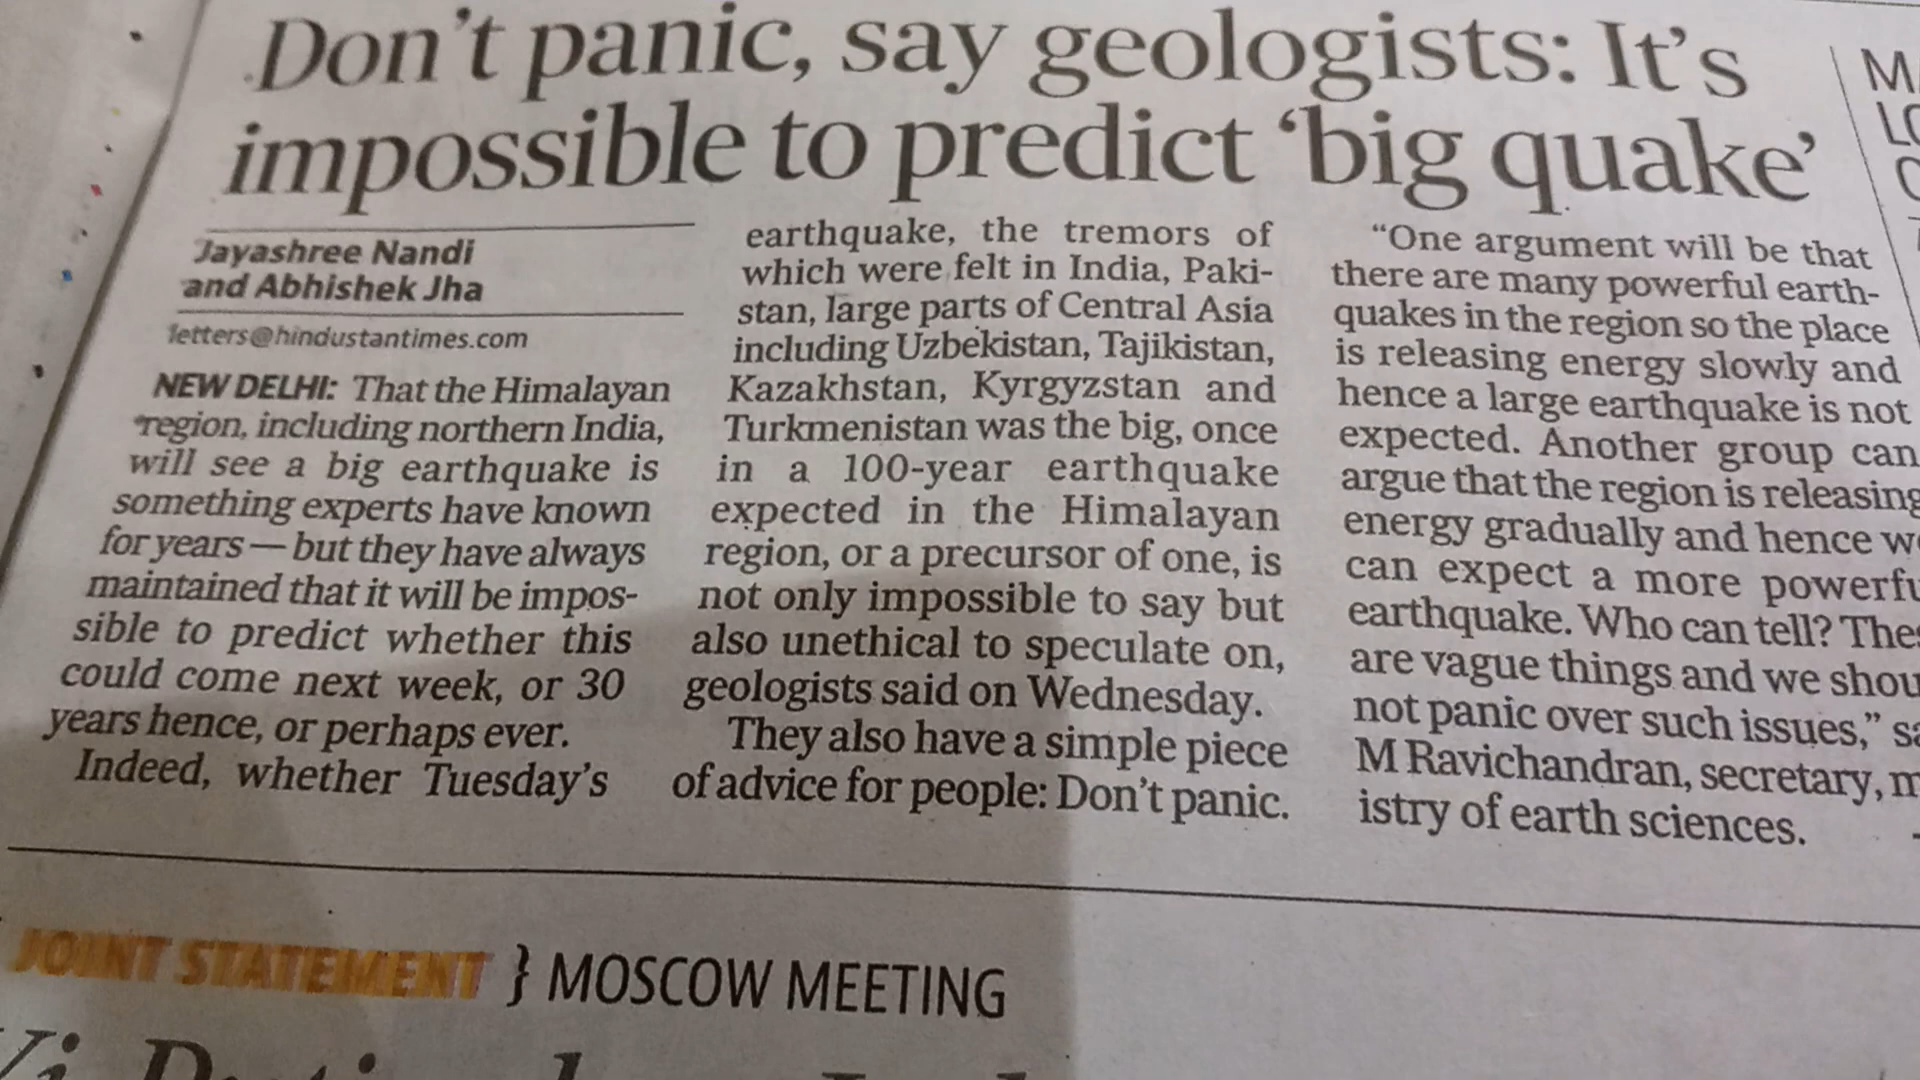 Don't panic, say geologists: It's
impossible to predict 'big quake'
Jayashree Nandi
and Abhishek Jha
letters@hindustantimes.com
NEW DELHI: That the Himalayan
region, including northern India,
will see a big earthquake is
something experts have known
for years — but they have always
maintained that it will be impos-
sible to predict whether this
could come next week, or 30
years hence, or perhaps ever.
Indeed, whether Tuesday's
earthquake, the tremors of
which were felt in India, Paki-
stan, large parts of Central Asia
including Uzbekistan, Tajikistan,
Kazakhstan, Kyrgyzstan and
Turkmenistan was the big, once
in a 100-year earthquake
expected in the Himalayan
region, or a precursor of one, is
not only impossible to say but
also unethical to speculate on,
geologists said on Wednesday.
They also have a simple piece
of advice for people: Don't panic.
"One argument will be that
there are many powerful earth-
quakes in the region so the place
is releasing energy slowly and
hence a large earthquake is not
expected. Another group can
argue that the region is releasing
energy gradually and hence
can expect a more
earthquake. Who can tell?
are vague things and we
not panic over such issues,"
M Ravichandran, secretary,
istry of earth sciences.
JOINT STATEMENT } MOSCOW MEETING